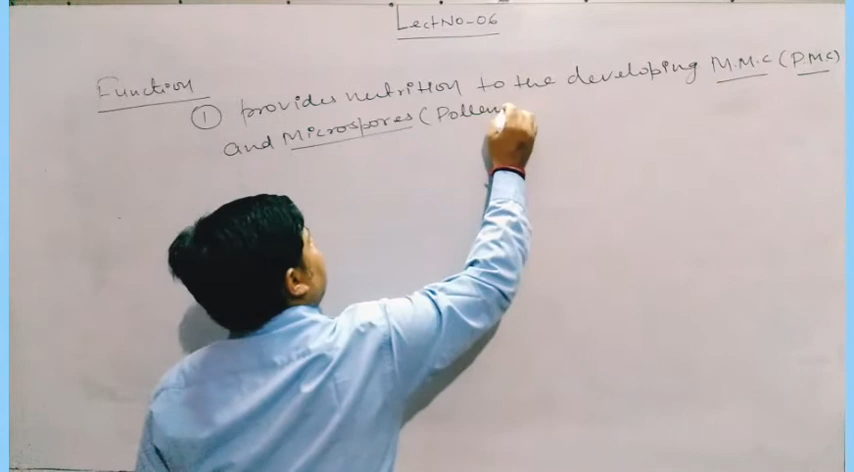 Lect No-06
Function
① provides nutrition to the developing M.M.C (P.M.C)
and Microspores (Pollen